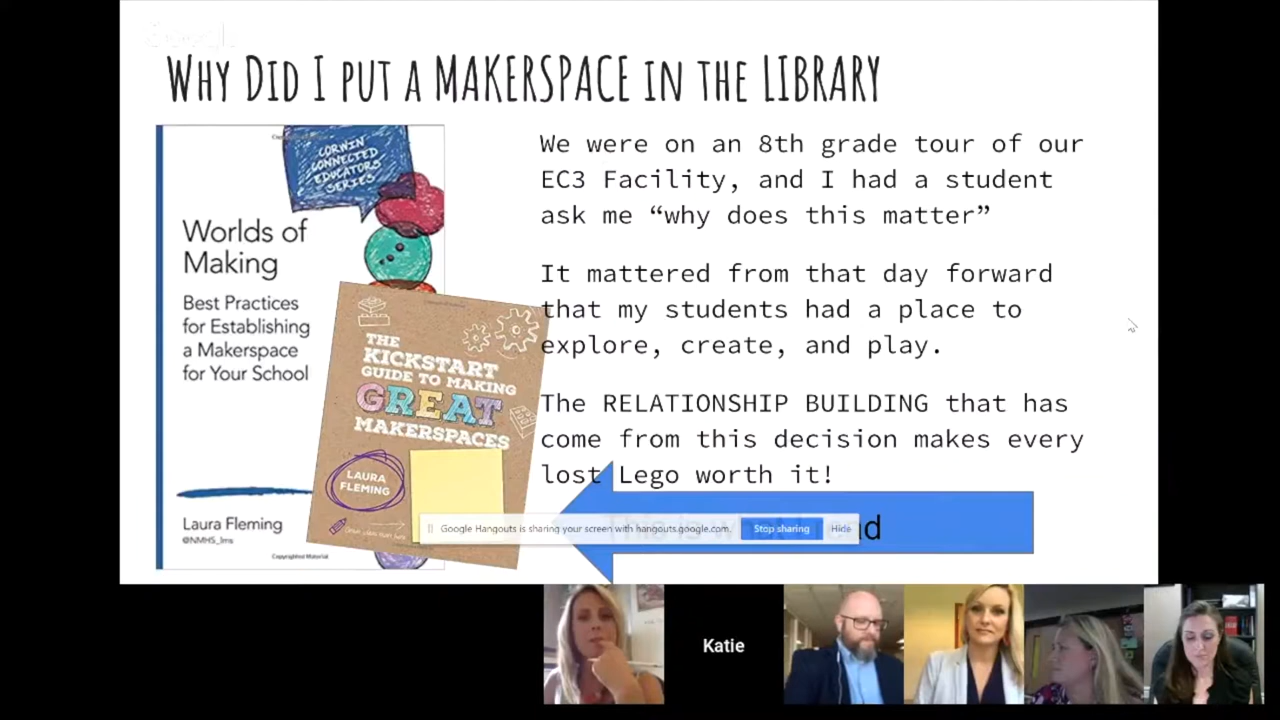 WHY DID I PUT A MAKERSPACE IN THE LIBRARY
CORWIN
CONNECTED
EDUCATORS
SERIES
Worlds of
Making
Best Practices
for Establishing
a Makerspace
for Your School
Laura Fleming
@NMHS_lms
Copyrighted Material
THE
KICKSTART
GUIDE TO MAKING
GREAT
MAKERSPACES
LAURA
FLEMING
We were on an 8th grade tour of our
EC3 Facility, and I had a student
ask me “why does this matter”
It mattered from that day forward
that my students had a place to
explore, create, and play.
The RELATIONSHIP BUILDING that has
come from this decision makes every
lost Lego worth it!
Google Hangouts is sharing your screen with hangouts.google.com.
Stop sharing
Hide
Katie